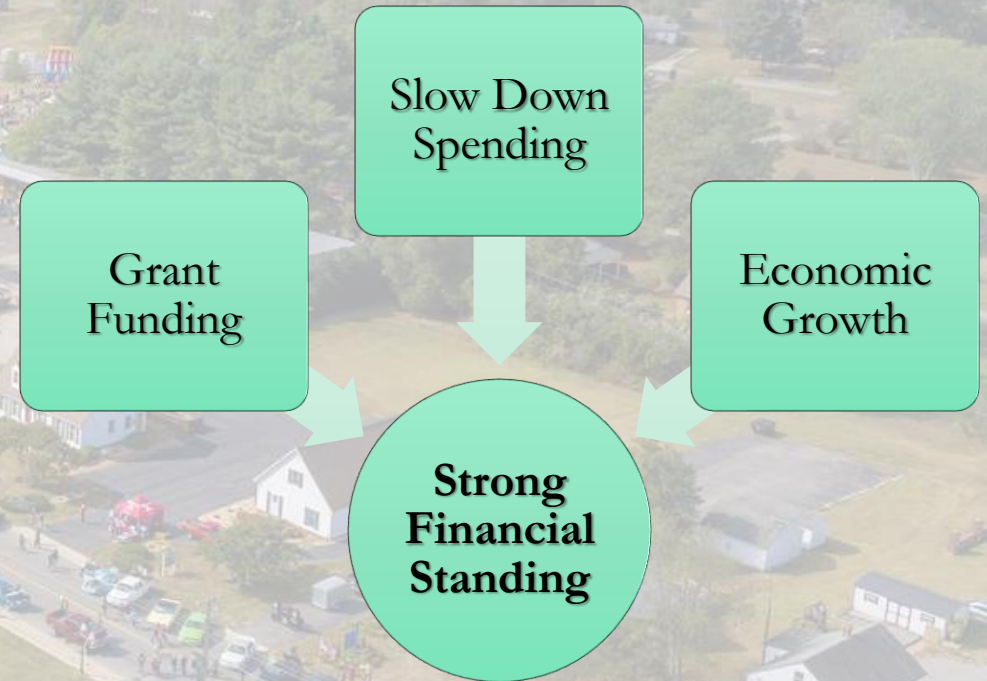 Slow Down
Spending
Grant
Funding
Economic
Growth
Strong
Financial
Standing